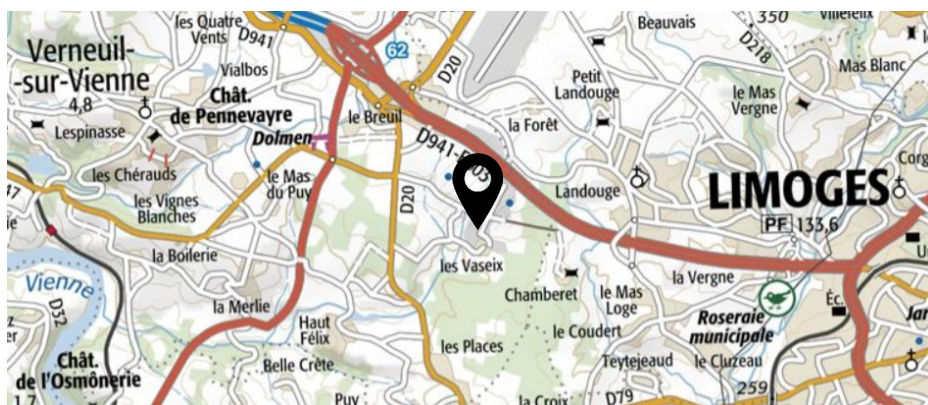 les Quatre
Vents
D941
62
D20
Beauvais
350
D218
Villefélix
Mas Blanc
Verneuil-
-sur-Vienne
4,8
Vialbos
Chât.
de Pennevayre
Petit
Landouge
le Mas
Vergne
Lespinasse
le Breuil
la Forêt
Dolmen
les Chérauds
le Mas
du Puy
D20
Landouge
LIMOGES
PF 133,6
47
les Vignes
Blanches
la Boilerie
les Vaseix
la Vergne
Vienne
D32
la Merlie
Chamberet
le Mas
Loge
Éc.
Haut
Félix
le Coudert
Roseraie
municipale
Chât.
de l'Osmônerie
1,7
Belle Crête
les Places
Teytejeaud
le Cluzeau
Puy
la Croix
D79
259